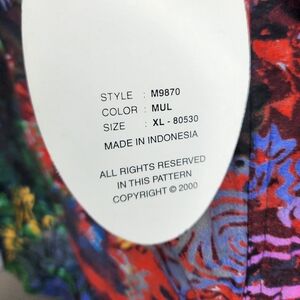 STYLE : M9870
COLOR : MUL
SIZE : XL - 80530
MADE IN INDONESIA
ALL RIGHTS RESERVED
IN THIS PATTERN
COPYRIGHT © 2000